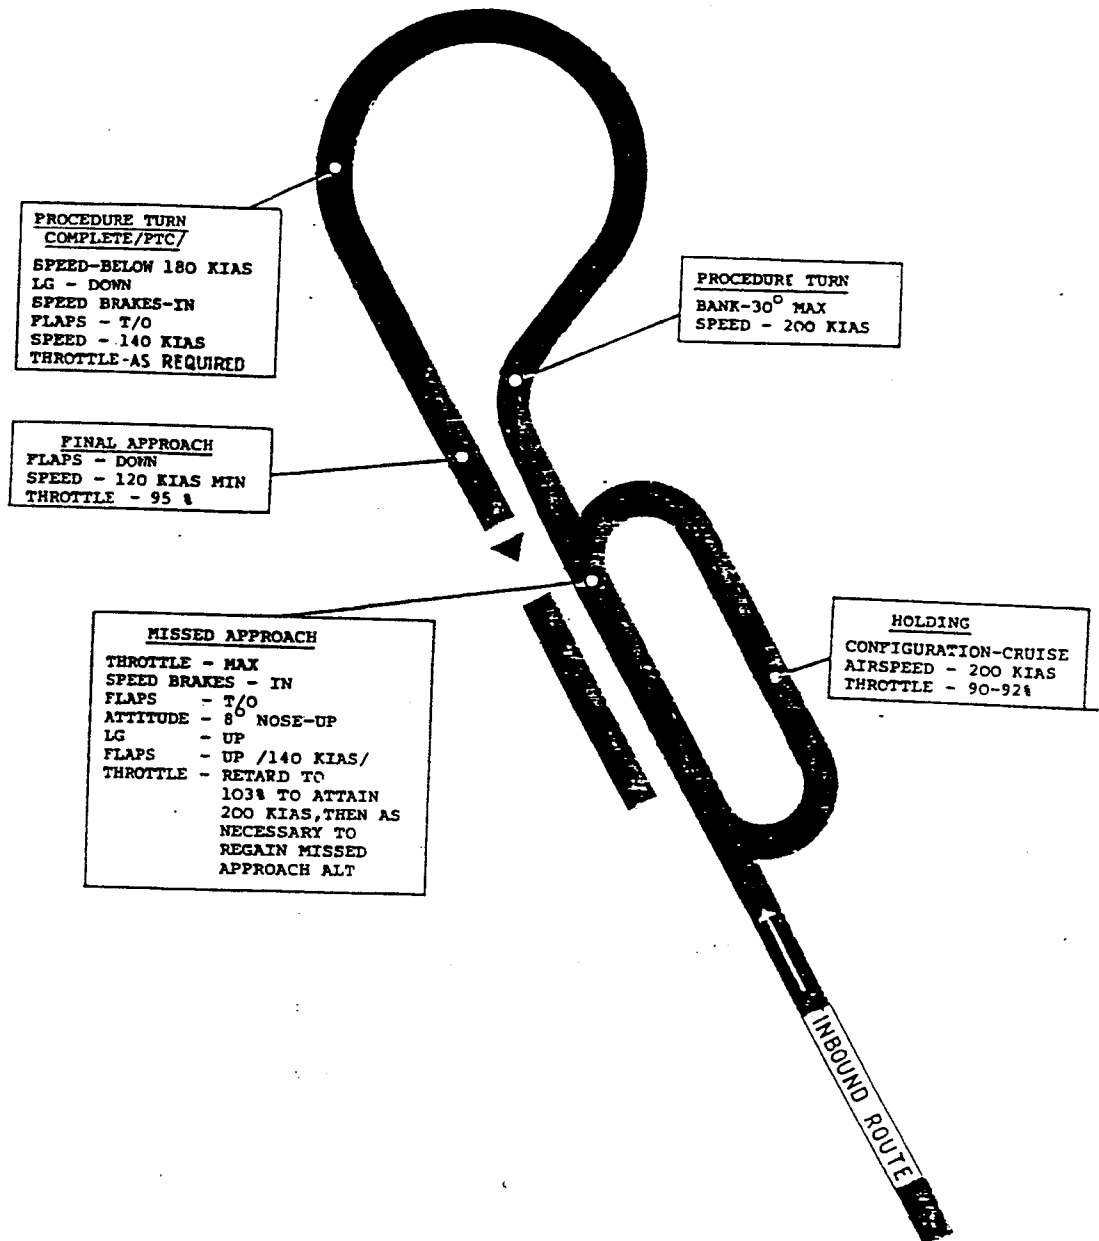 PROCEDURE TURN
COMPLETE/PTC/
SPEED-BELOW 180 KIAS
LG - DOWN
SPEED BRAKES-IN
FLAPS - T/O
SPEED - 140 KIAS
THROTTLE-AS REQUIRED
PROCEDURE TURN
BANK-30° MAX
SPEED - 200 KIAS
FINAL APPROACH
FLAPS - DOWN
SPEED - 120 KIAS MIN
THROTTLE - 95 %
MISSED APPROACH
THROTTLE - MAX
SPEED BRAKES - IN
FLAPS - T/O
ATTITUDE - 8° NOSE-UP
LG - UP
FLAPS - UP /140 KIAS/
THROTTLE - RETARD TO
103% TO ATTAIN
200 KIAS,THEN AS
NECESSARY TO
REGAIN MISSED
APPROACH ALT
HOLDING
CONFIGURATION-CRUISE
AIRSPEED - 200 KIAS
THROTTLE - 90-92%
INBOUND ROUTE